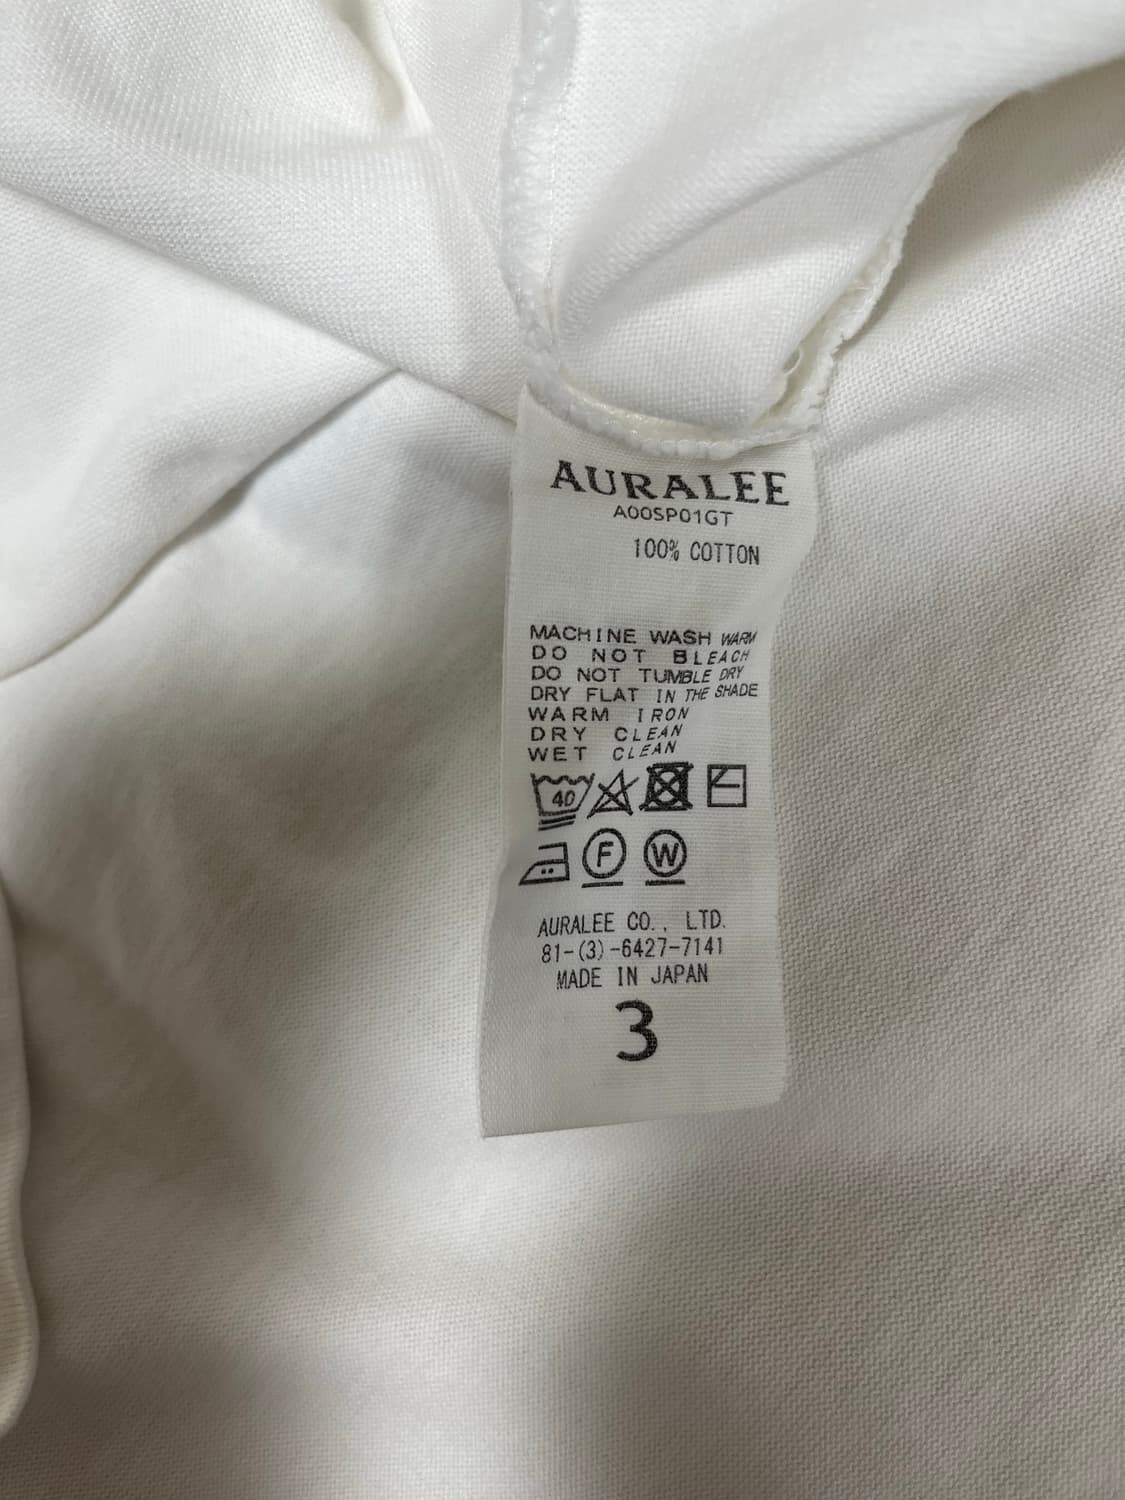 AURALEE
A00SP01GT
100% COTTON
MACHINE WASH WARM
DO NOT BLEACH
DO NOT TUMBLE DRY
DRY FLAT IN THE SHADE
WARM IRON
DRY CLEAN
WET CLEAN
40
F W
AURALEE CO., LTD.
81-(3)-6427-7141
MADE IN JAPAN
3